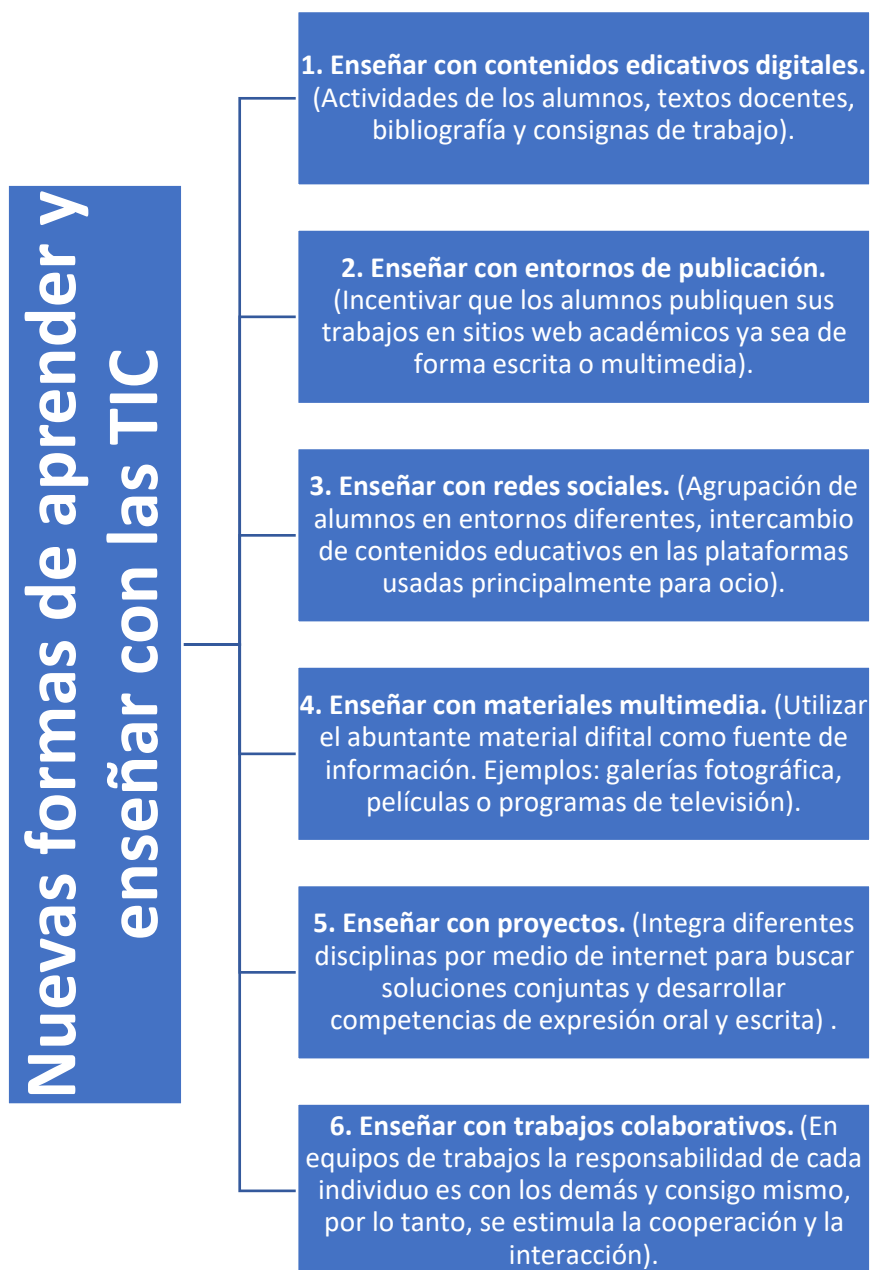 Nuevas formas de aprender y
enseñar con las TIC
1. Enseñar con contenidos edicativos digitales.
(Actividades de los alumnos, textos docentes,
bibliografía y consignas de trabajo).
2. Enseñar con entornos de publicación.
(Incentivar que los alumnos publiquen sus
trabajos en sitios web académicos ya sea de
forma escrita o multimedia).
3. Enseñar con redes sociales. (Agrupación de
alumnos en entornos diferentes, intercambio
de contenidos educativos en las plataformas
usadas principalmente para ocio).
4. Enseñar con materiales multimedia. (Utilizar
el abuntante material difital como fuente de
información. Ejemplos: galerías fotográfica,
películas o programas de televisión).
5. Enseñar con proyectos. (Integra diferentes
disciplinas por medio de internet para buscar
soluciones conjuntas y desarrollar
competencias de expresión oral y escrita) .
6. Enseñar con trabajos colaborativos. (En
equipos de trabajos la responsabilidad de cada
individuo es con los demás y consigo mismo,
por lo tanto, se estimula la cooperación y la
interacción).